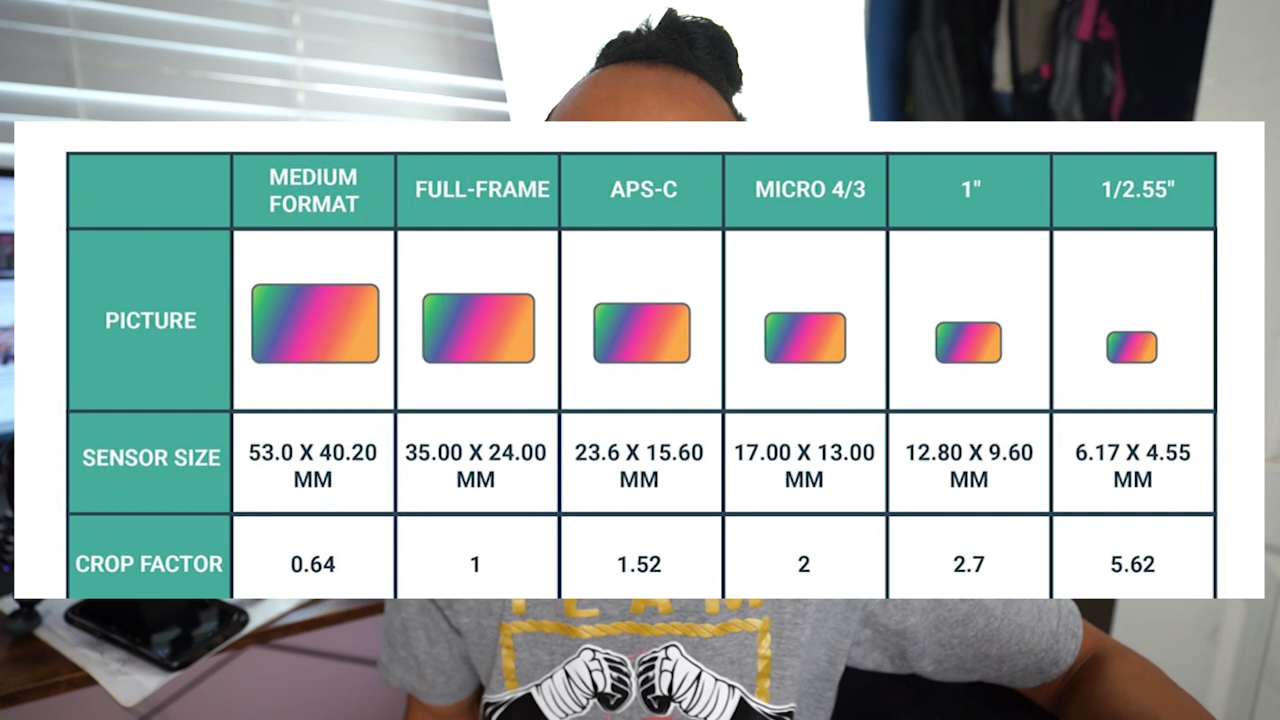 MEDIUM FORMAT
FULL-FRAME
APS-C
MICRO 4/3
1"
1/2.55"
PICTURE
SENSOR SIZE
53.0 X 40.20 MM
35.00 X 24.00 MM
23.6 X 15.60 MM
17.00 X 13.00 MM
12.80 X 9.60 MM
6.17 X 4.55 MM
CROP FACTOR
0.64
1
1.52
2
2.7
5.62
TEAM